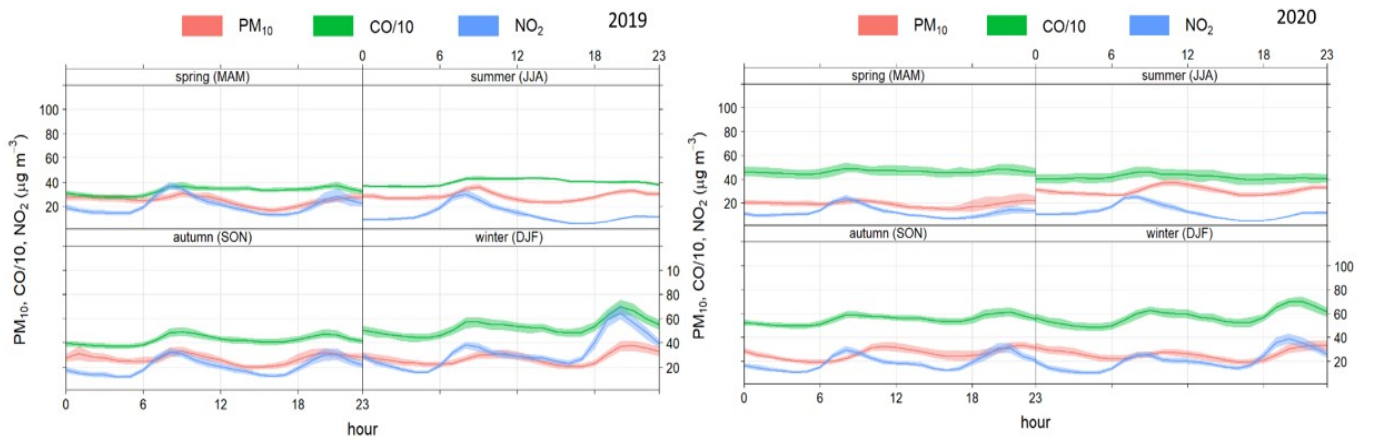 PM10 CO/10 NO2 2019
0 6 12 18 23
spring (MAM) summer (JJA)
100
80
60
40
20
autumn (SON) winter (DJF)
10
80
60
40
20
0 6 12 18 23
hour
PM10, CO/10, NO2 (µg m−3)
PM10 CO/10 NO2 2020
0 6 12 18 23
spring (MAM) summer (JJA)
100
80
60
40
20
autumn (SON) winter (DJF)
100
80
60
40
20
0 6 12 18 23
hour
PM10, CO/10, NO2 (µg m−3)